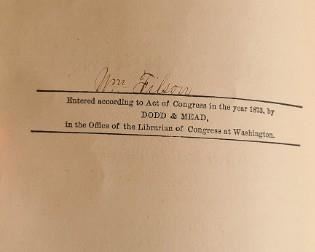 Wm Filson
Entered according to Act of Congress in the year 1873, by
DODD & MEAD,
in the Office of the Librarian of Congress at Washington.